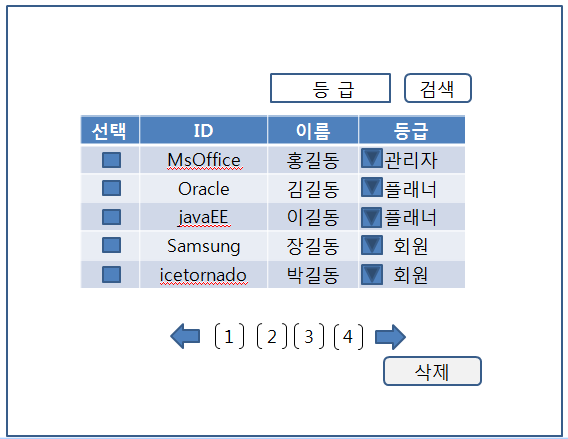 등 급 검색
선택 ID 이름 등급
MsOffice 홍길동 관리자
Oracle 김길동 플래너
javaEE 이길동 플래너
Samsung 장길동 회원
icetornado 박길동 회원
1 2 3 4
삭제